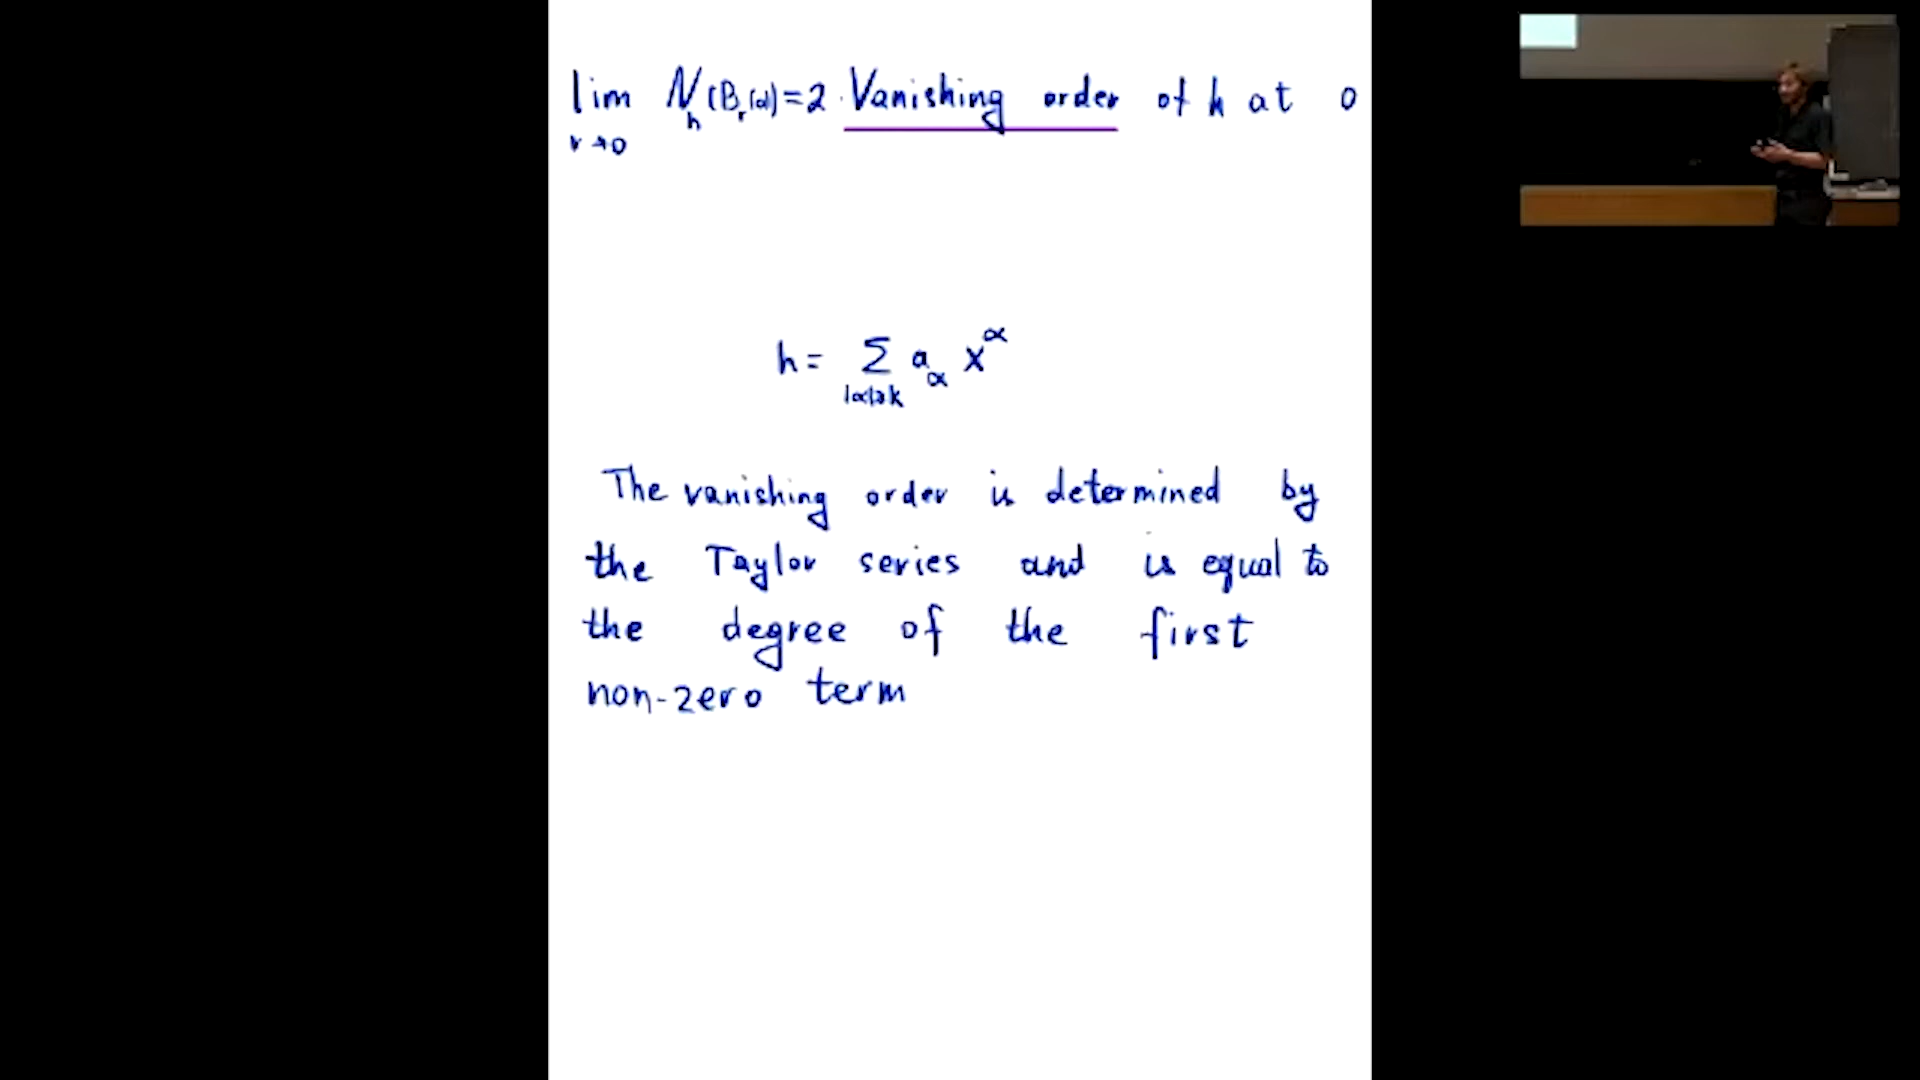 lim N_h (B_r(0)) = 2 · Vanishing order of h at 0
r→0
h = Σ a_α x^α
|α|≥k
The vanishing order is determined by
the Taylor series and is equal to
the degree of the first
non-zero term